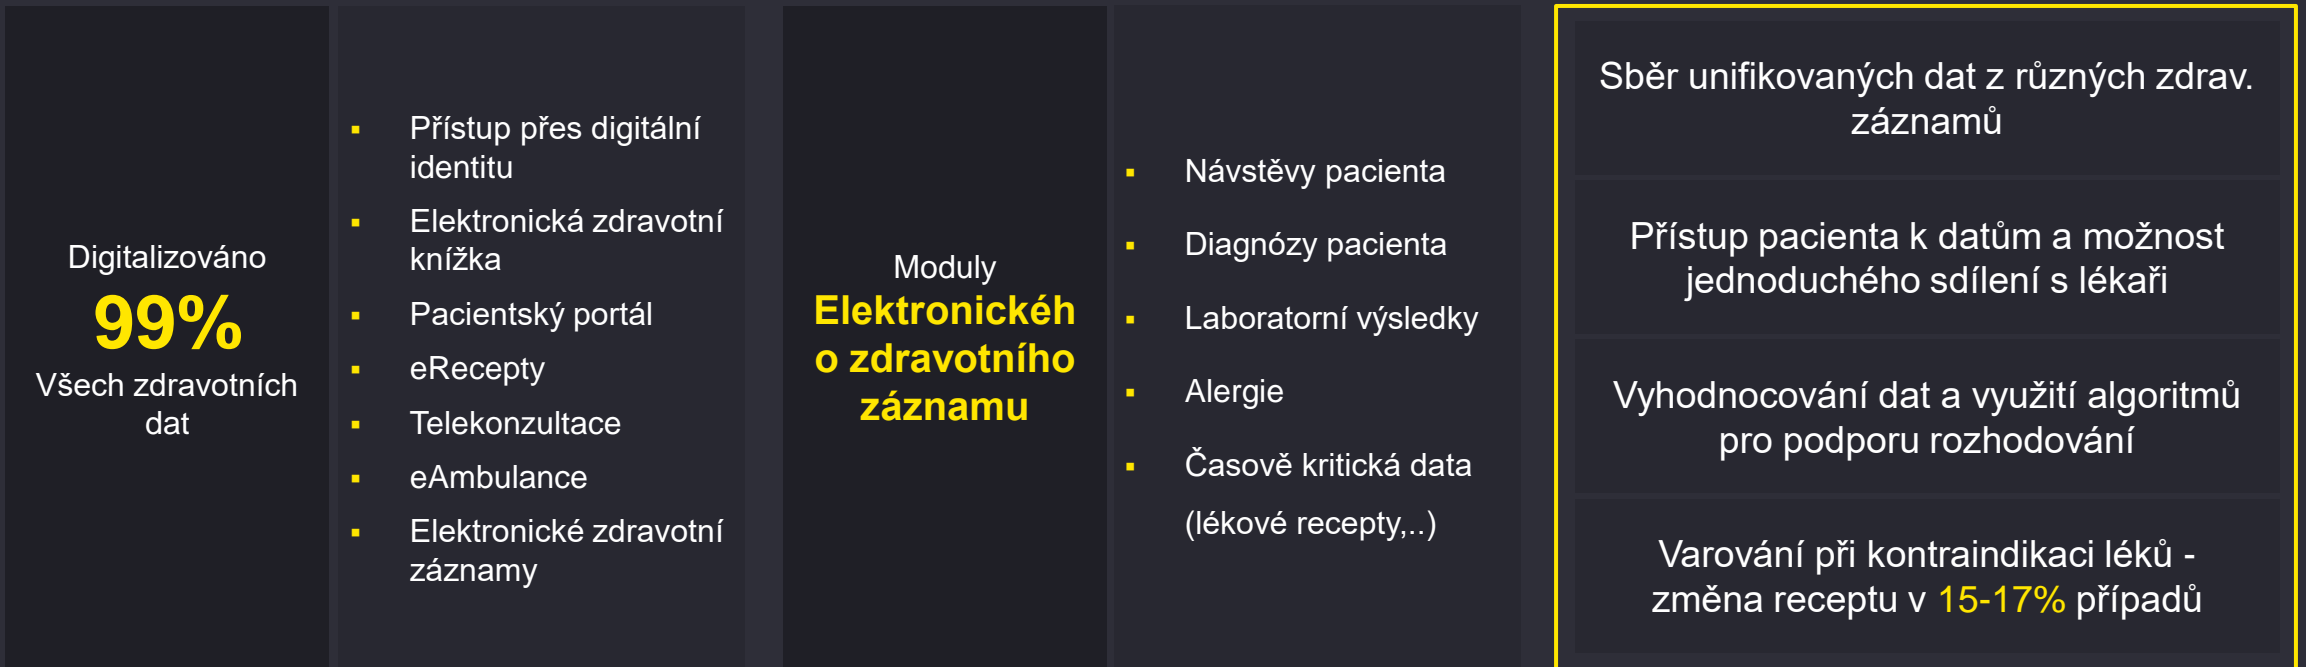 Digitalizováno
99%
Všech zdravotních
dat
▪ Přístup přes digitální
identitu
▪ Elektronická zdravotní
knížka
▪ Pacientský portál
▪ eRecepty
▪ Telekonzultace
▪ eAmbulance
▪ Elektronické zdravotní
záznamy
Moduly
Elektronickéh
o zdravotního
záznamu
▪ Návstěvy pacienta
▪ Diagnózy pacienta
▪ Laboratorní výsledky
▪ Alergie
▪ Časově kritická data
(lékové recepty,..)
Sběr unifikovaných dat z různých zdrav.
záznamů
Přístup pacienta k datům a možnost
jednoduchého sdílení s lékaři
Vyhodnocování dat a využití algoritmů
pro podporu rozhodování
Varování při kontraindikaci léků -
změna receptu v 15-17% případů